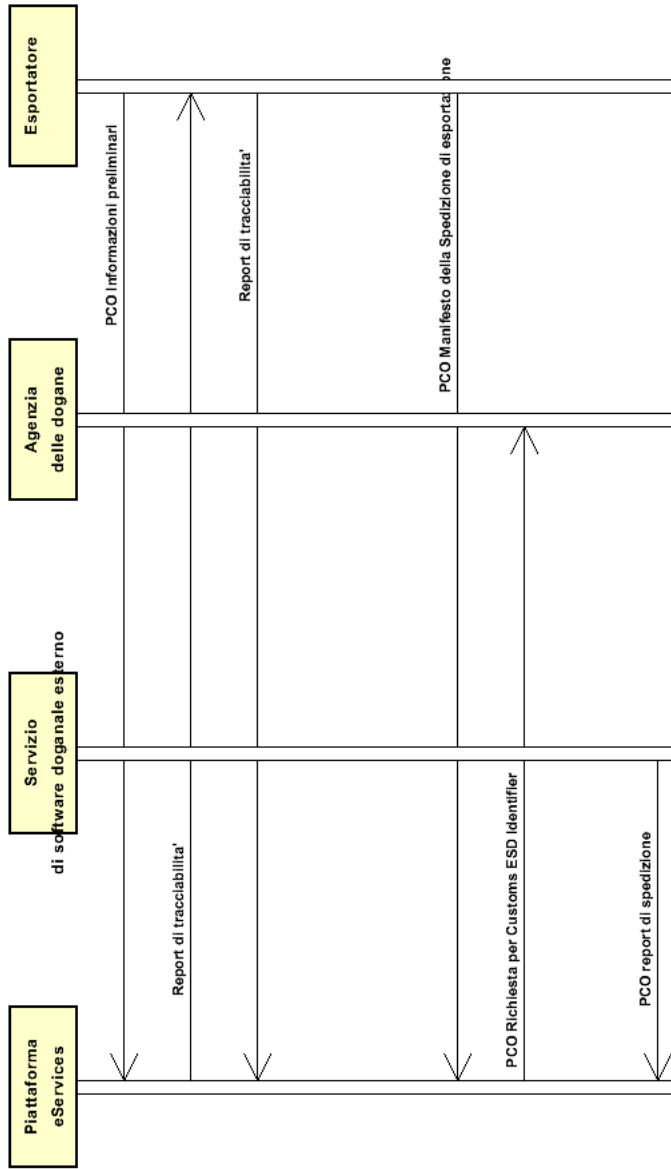 Piattaforma
eServices
Servizio
di software doganale esterno
Agenzia
delle dogane
Esportatore
PCO Informazioni preliminari
Report di tracciabilita'
Report di tracciabilita'
PCO Manifesto della Spedizione di esportazione
PCO Richiesta per Customs ESD Identifier
PCO report di spedizione